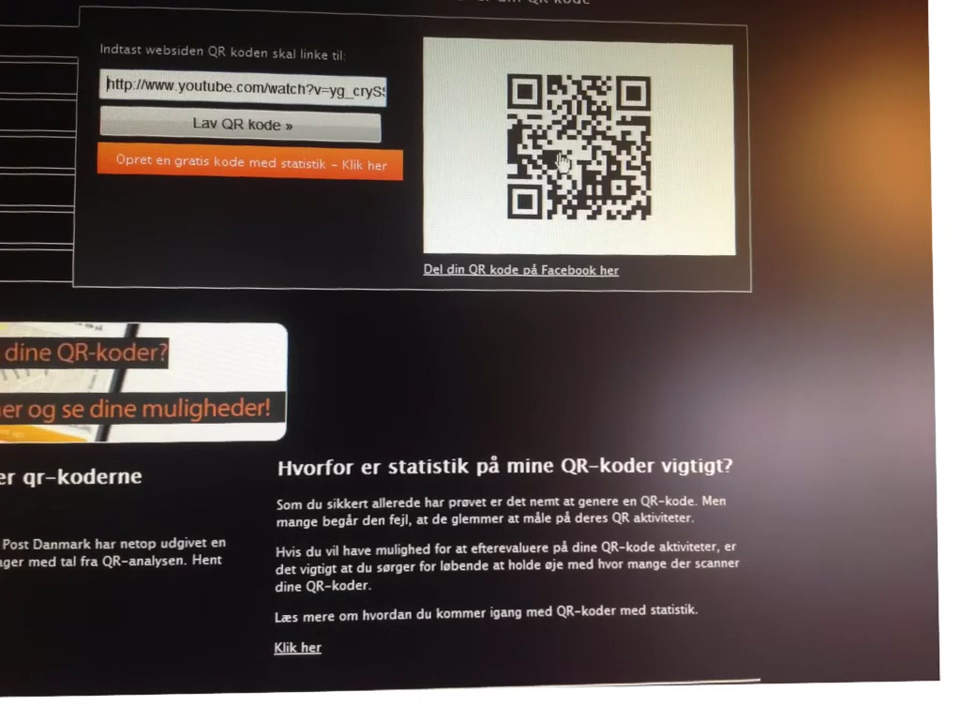 QR kode
Indtast websiden QR koden skal linke til:
http://www.youtube.com/watch?v=yg_cryS
Lav QR kode »
Opret en gratis kode med statistik – Klik her
Del din QR kode på Facebook her
dine QR-koder?
er og se dine muligheder!
er qr-koderne
Post Danmark har netop udgivet en
ager med tal fra QR-analysen. Hent
Hvorfor er statistik på mine QR-koder vigtigt?
Som du sikkert allerede har prøvet er det nemt at genere en QR-kode. Men
mange begår den fejl, at de glemmer at måle på deres QR aktiviteter.
Hvis du vil have mulighed for at efterevaluere på dine QR-kode aktiviteter, er
det vigtigt at du sørger for løbende at holde øje med hvor mange der scanner
dine QR-koder.
Læs mere om hvordan du kommer igang med QR-koder med statistik.
Klik her